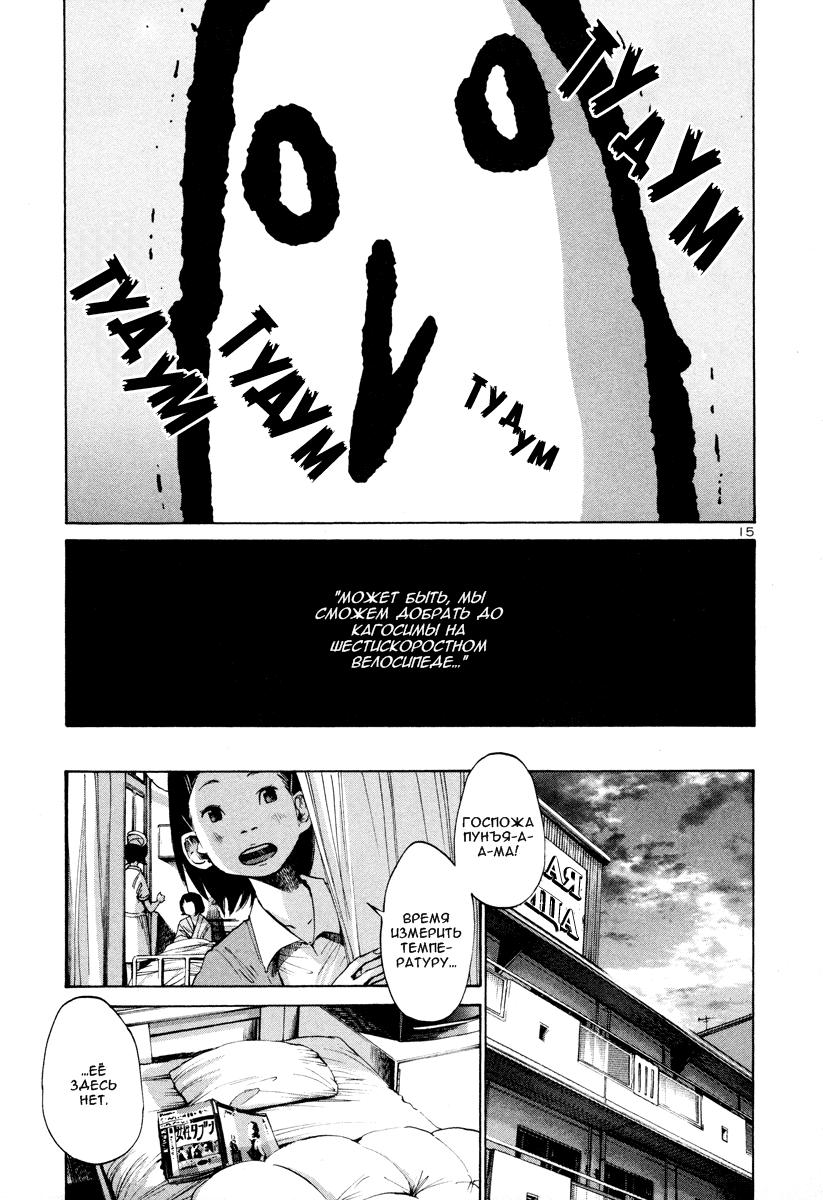 ТУДУМ
ТУДУМ
ТУДУМ
ТУДУМ
15
"МОЖЕТ БЫТЬ, МЫ
СМОЖЕМ ДОБРАТЬ ДО
КАГОСИМЫ НА
ШЕСТИСКОРОСТНОМ
ВЕЛОСИПЕДЕ..."
ГОСПОЖА
ПУНЪЯ-А-
А-МА!
ВРЕМЯ
ИЗМЕРИТЬ
ТЕМПЕ-
РАТУРУ...
...ЕЁ
ЗДЕСЬ
НЕТ.